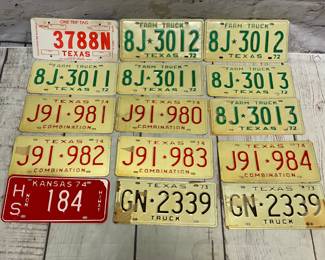 ONE TRIP TAG
3788N
TEXAS
FARM TRUCK
8J·3012
TEXAS 72
FARM TRUCK
8J·3012
TEXAS 72
FARM TRUCK
8J·3011
TEXAS 72
FARM TRUCK
8J·3011
TEXAS 72
FARM TRUCK
8J·3013
TEXAS 72
TEXAS 74
J91·981
COMBINATION
TEXAS 74
J91·980
COMBINATION
FARM TRUCK
8J·3013
TEXAS 72
TEXAS 74
J91·982
COMBINATION
TEXAS 74
J91·983
COMBINATION
TEXAS 74
J91·984
COMBINATION
KANSAS 74
HS 184
TEXAS 73
GN·2339
TRUCK
TEXAS 73
GN·2339
TRUCK